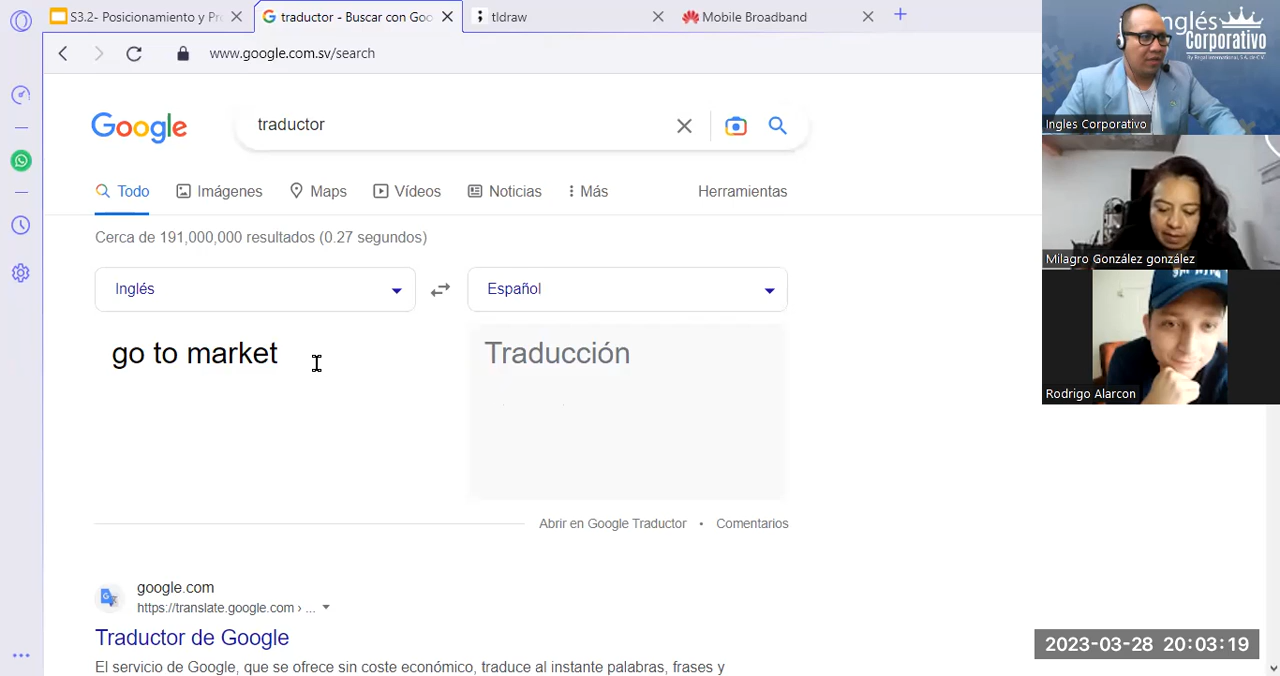 S3.2- Posicionamiento y Pr
traductor - Buscar con Goo
tldraw
Mobile Broadband
www.google.com.sv/search
Google
traductor
Todo
Imágenes
Maps
Vídeos
Noticias
Más
Herramientas
Cerca de 191,000,000 resultados (0.27 segundos)
Inglés
Español
go to market
Traducción
Abrir en Google Traductor • Comentarios
google.com
https://translate.google.com › ...
Traductor de Google
El servicio de Google, que se ofrece sin coste económico, traduce al instante palabras, frases y
inglés
Corporativo
Ingles Corporativo
Milagro González gonzález
Rodrigo Alarcon
2023-03-28 20:03:19